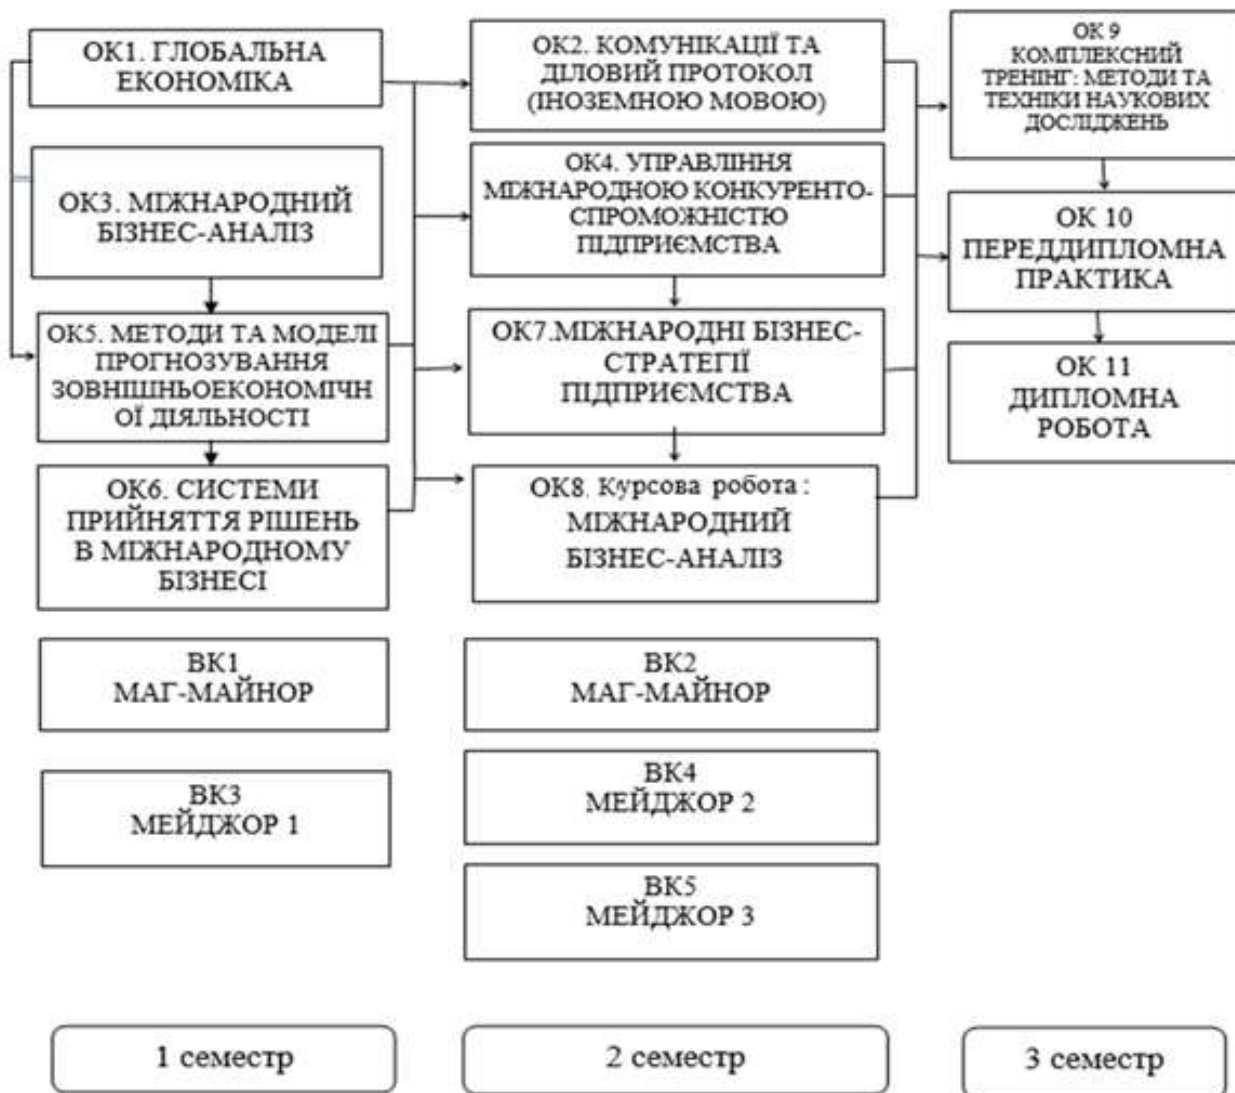 ОК1. ГЛОБАЛЬНА
ЕКОНОМІКА
ОК3. МІЖНАРОДНИЙ
БІЗНЕС-АНАЛІЗ
ОК5. МЕТОДИ ТА МОДЕЛІ
ПРОГНОЗУВАННЯ
ЗОВНІШНЬОЕКОНОМІЧН
ОЇ ДІЯЛЬНОСТІ
ОК6. СИСТЕМИ
ПРИЙНЯТТЯ РІШЕНЬ
В МІЖНАРОДНОМУ
БІЗНЕСІ
ВК1
МАГ-МАЙНОР
ВК3
МЕЙДЖОР 1
1 семестр
ОК2. КОМУНІКАЦІЇ ТА
ДІЛОВИЙ ПРОТОКОЛ
(ІНОЗЕМНОЮ МОВОЮ)
ОК4. УПРАВЛІННЯ
МІЖНАРОДНОЮ КОНКУРЕНТО-
СПРОМОЖНІСТЮ
ПІДПРИЄМСТВА
ОК7.МІЖНАРОДНІ БІЗНЕС-
СТРАТЕГІЇ
ПІДПРИЄМСТВА
ОК8. Курсова робота:
МІЖНАРОДНИЙ
БІЗНЕС-АНАЛІЗ
ВК2
МАГ-МАЙНОР
ВК4
МЕЙДЖОР 2
ВК5
МЕЙДЖОР 3
2 семестр
ОК 9
КОМПЛЕКСНИЙ
ТРЕНІНГ: МЕТОДИ ТА
ТЕХНІКИ НАУКОВИХ
ДОСЛІДЖЕНЬ
ОК 10
ПЕРЕДДИПЛОМНА
ПРАКТИКА
ОК 11
ДИПЛОМНА
РОБОТА
3 семестр